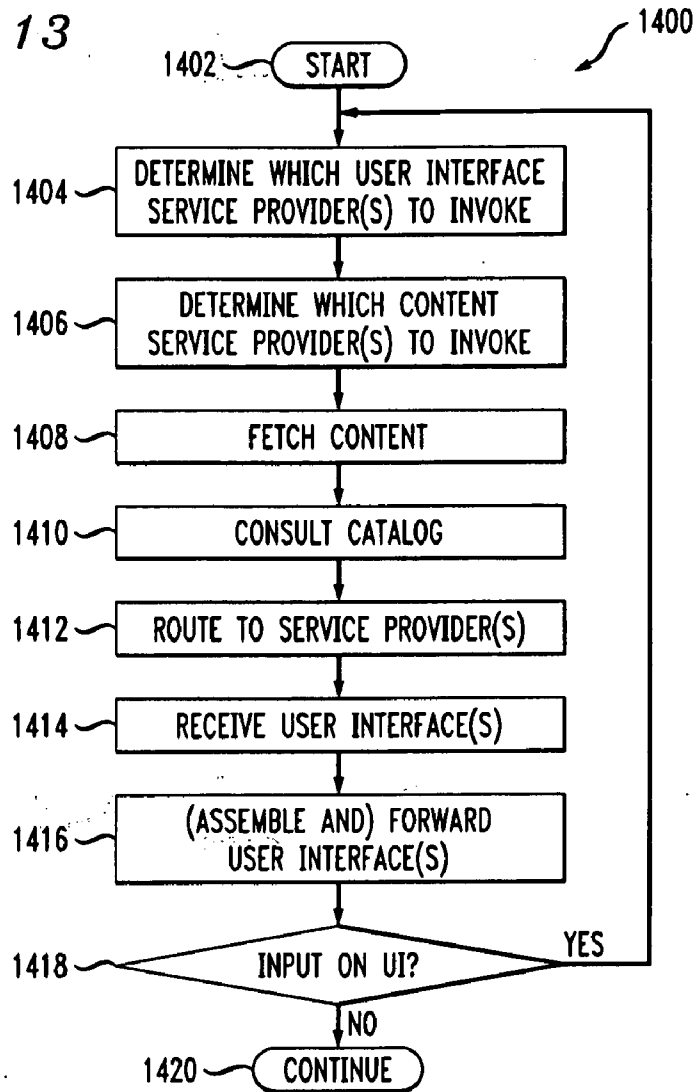 13
1400
1402
START
1404
DETERMINE WHICH USER INTERFACE
SERVICE PROVIDER(S) TO INVOKE
1406
DETERMINE WHICH CONTENT
SERVICE PROVIDER(S) TO INVOKE
1408
FETCH CONTENT
1410
CONSULT CATALOG
1412
ROUTE TO SERVICE PROVIDER(S)
1414
RECEIVE USER INTERFACE(S)
1416
(ASSEMBLE AND) FORWARD
USER INTERFACE(S)
1418
INPUT ON UI?
YES
NO
1420
CONTINUE